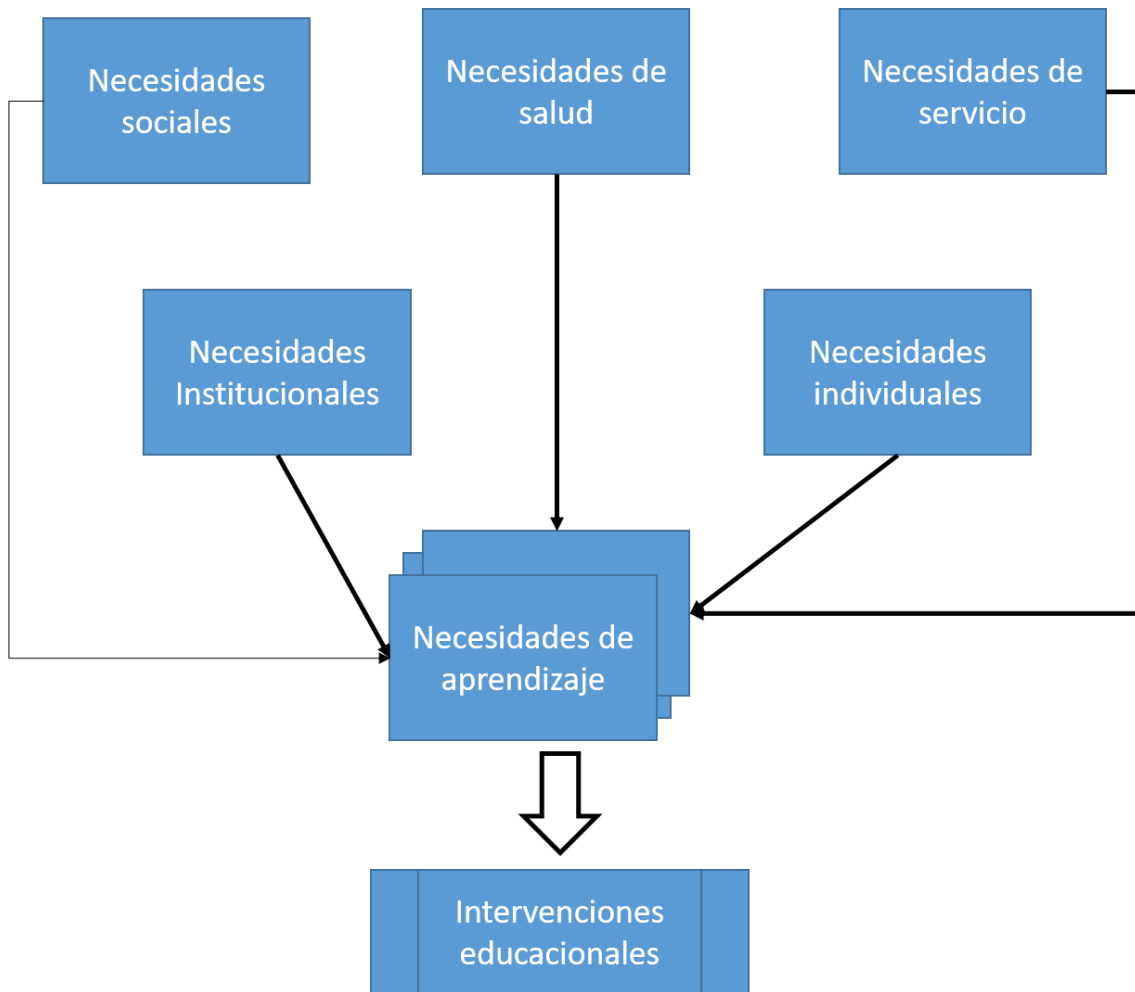 Necesidades
sociales
Necesidades de
salud
Necesidades de
servicio
Necesidades
Institucionales
Necesidades
individuales
Necesidades de
aprendizaje
Intervenciones
educacionales